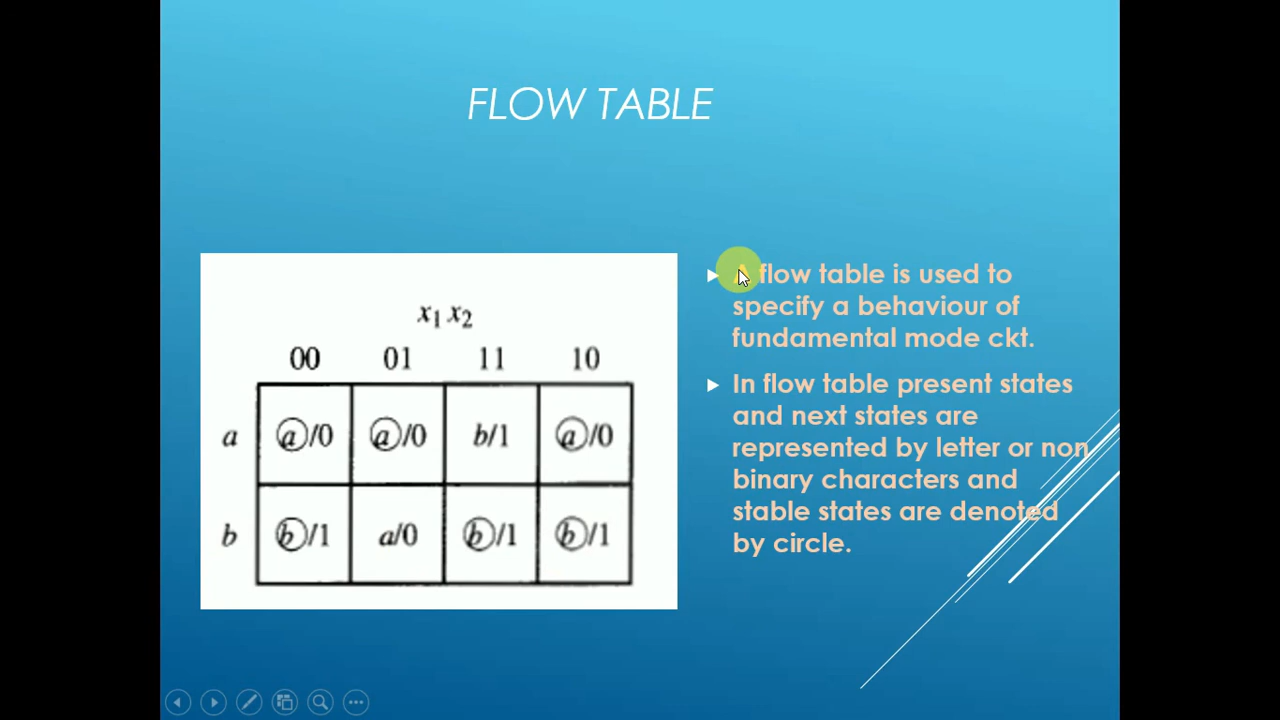 FLOW TABLE
x1 x2
00 01 11 10
a a/0 a/0 b/1 a/0
b b/1 a/0 b/1 b/1
A flow table is used to
specify a behaviour of
fundamental mode ckt.
In flow table present states
and next states are
represented by letter or non
binary characters and
stable states are denoted
by circle.